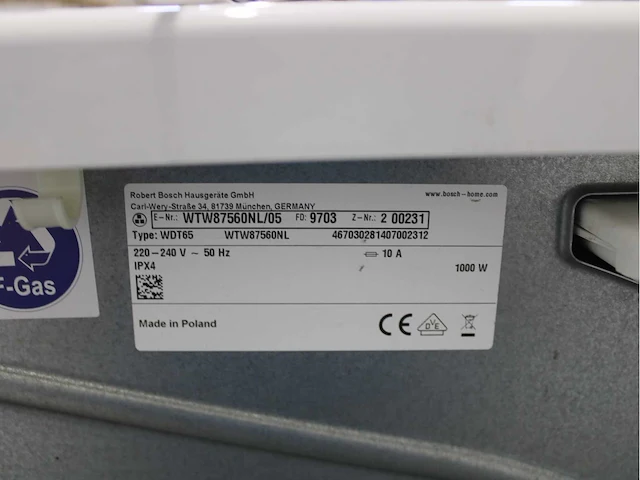 Robert Bosch Hausgeräte GmbH
Carl-Wery-Straße 34, 81739 München, GERMANY
www.bosch-home.com
E-Nr.: WTW87560NL/05 FD: 9703 Z-Nr.: 2 00231
Type: WDT65 WTW87560NL 467030281407002312
220-240 V ~ 50 Hz 10 A
IPX4 1000 W
Made in Poland
CE
DVE
F-Gas